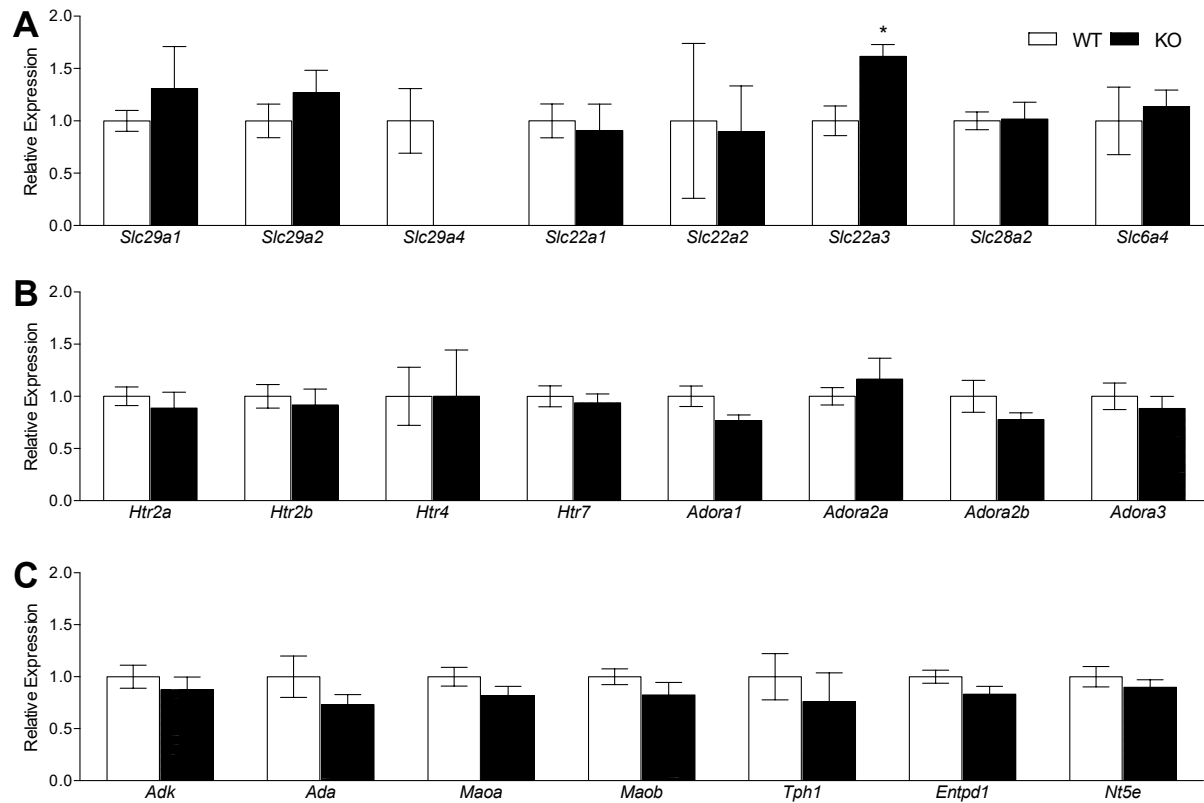 A
2.0
*
WT KO
1.5
1.0
0.5
0.0
Relative Expression
Slc29a1 Slc29a2 Slc29a4 Slc22a1 Slc22a2 Slc22a3 Slc28a2 Slc6a4
B
2.0
1.5
1.0
0.5
0.0
Relative Expression
Htr2a Htr2b Htr4 Htr7 Adora1 Adora2a Adora2b Adora3
C
2.0
1.5
1.0
0.5
0.0
Relative Expression
Adk Ada Maoa Maob Tph1 Entpd1 Nt5e